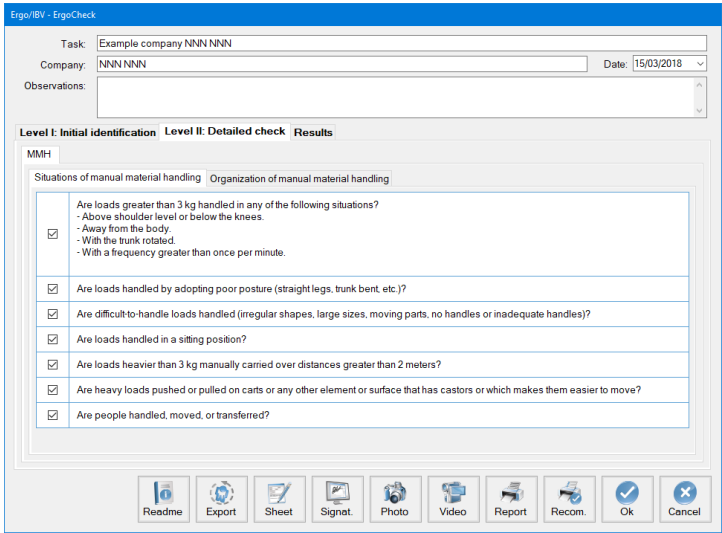 Ergo/IBV - ErgoCheck
Task: Example company NNN NNN
Company: NNN NNN Date: 15/03/2018
Observations:
Level I: Initial identification Level II: Detailed check Results
MMH
Situations of manual material handling Organization of manual material handling
Are loads greater than 3 kg handled in any of the following situations?
- Above shoulder level or below the knees.
- Away from the body.
- With the trunk rotated.
- With a frequency greater than once per minute.
Are loads handled by adopting poor posture (straight legs, trunk bent, etc.)?
Are difficult-to-handle loads handled (irregular shapes, large sizes, moving parts, no handles or inadequate handles)?
Are loads handled in a sitting position?
Are loads heavier than 3 kg manually carried over distances greater than 2 meters?
Are heavy loads pushed or pulled on carts or any other element or surface that has castors or which makes them easier to move?
Are people handled, moved, or transferred?
Readme Export Sheet Signat. Photo Video Report Recom. Ok Cancel